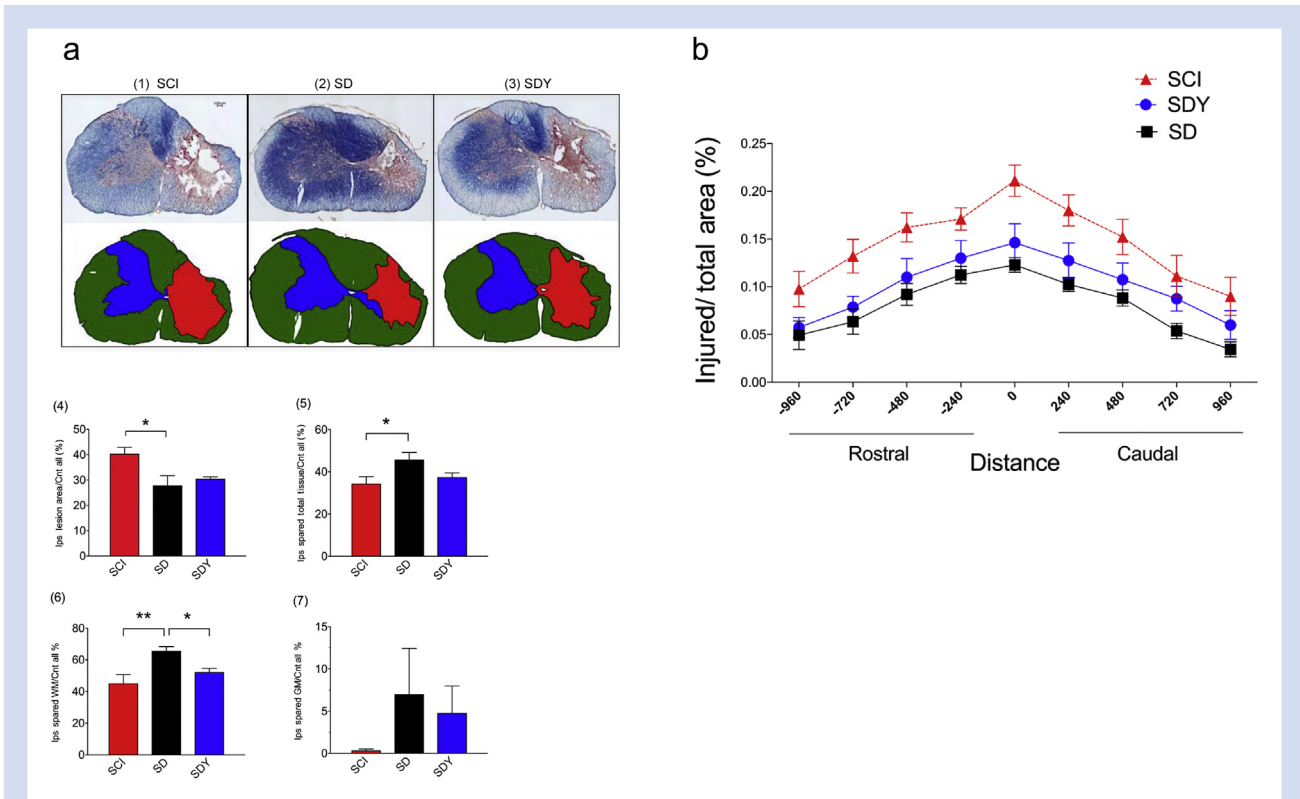 a
(1) SCI
(2) SD
(3) SDY
(4)
Ips lesion area/Cnt all (%)
50
40
30
20
10
0
*
SCI
SD
SDY
(5)
Ips spared total tissue/Cnt all (%)
60
40
20
0
*
SCI
SD
SDY
(6)
Ips spared WM/Cnt all %
80
60
40
20
0
**
*
SCI
SD
SDY
(7)
Ips spared GM/Cnt all %
15
10
5
0
SCI
SD
SDY
b
SCI
SDY
SD
Injured/ total area (%)
0.25
0.20
0.15
0.10
0.05
0.00
-960
-720
-480
-240
0
240
480
720
960
Rostral
Distance
Caudal